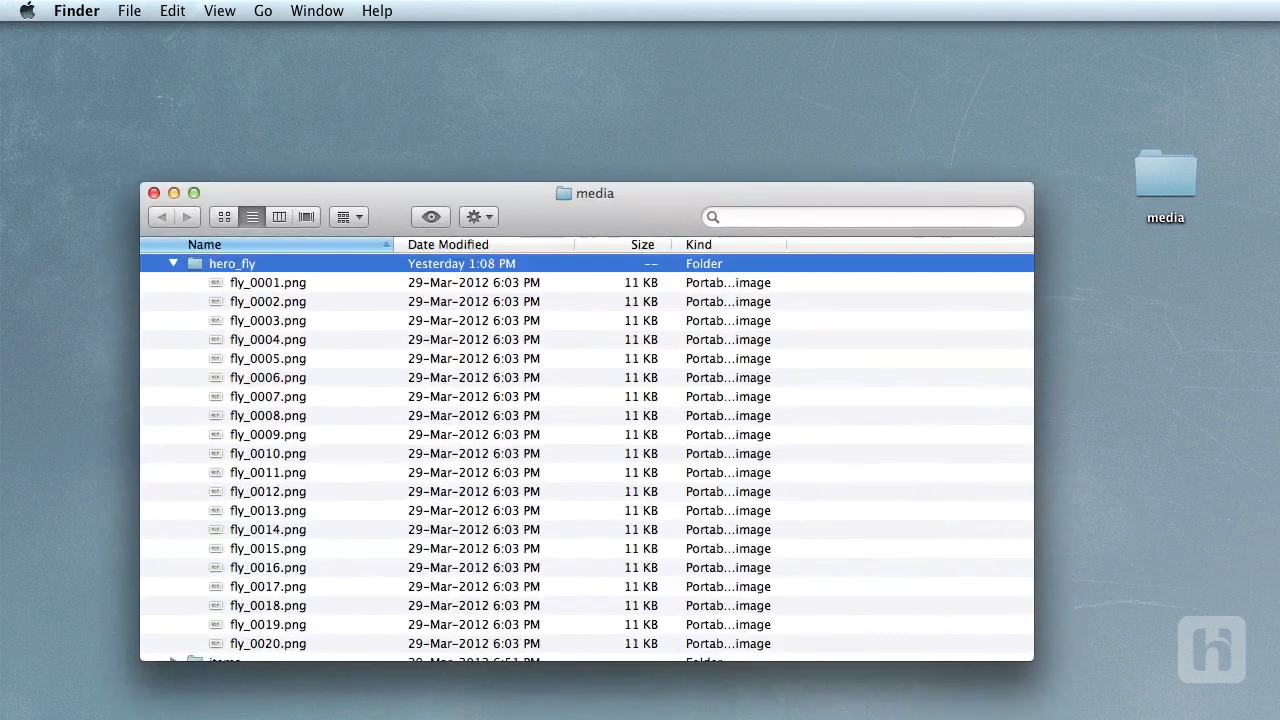 Finder File Edit View Go Window Help
media
Name Date Modified Size Kind
hero_fly Yesterday 1:08 PM -- Folder
fly_0001.png 29-Mar-2012 6:03 PM 11 KB Portab...image
fly_0002.png 29-Mar-2012 6:03 PM 11 KB Portab...image
fly_0003.png 29-Mar-2012 6:03 PM 11 KB Portab...image
fly_0004.png 29-Mar-2012 6:03 PM 11 KB Portab...image
fly_0005.png 29-Mar-2012 6:03 PM 11 KB Portab...image
fly_0006.png 29-Mar-2012 6:03 PM 11 KB Portab...image
fly_0007.png 29-Mar-2012 6:03 PM 11 KB Portab...image
fly_0008.png 29-Mar-2012 6:03 PM 11 KB Portab...image
fly_0009.png 29-Mar-2012 6:03 PM 11 KB Portab...image
fly_0010.png 29-Mar-2012 6:03 PM 11 KB Portab...image
fly_0011.png 29-Mar-2012 6:03 PM 11 KB Portab...image
fly_0012.png 29-Mar-2012 6:03 PM 11 KB Portab...image
fly_0013.png 29-Mar-2012 6:03 PM 11 KB Portab...image
fly_0014.png 29-Mar-2012 6:03 PM 11 KB Portab...image
fly_0015.png 29-Mar-2012 6:03 PM 11 KB Portab...image
fly_0016.png 29-Mar-2012 6:03 PM 11 KB Portab...image
fly_0017.png 29-Mar-2012 6:03 PM 11 KB Portab...image
fly_0018.png 29-Mar-2012 6:03 PM 11 KB Portab...image
fly_0019.png 29-Mar-2012 6:03 PM 11 KB Portab...image
fly_0020.png 29-Mar-2012 6:03 PM 11 KB Portab...image
media
h